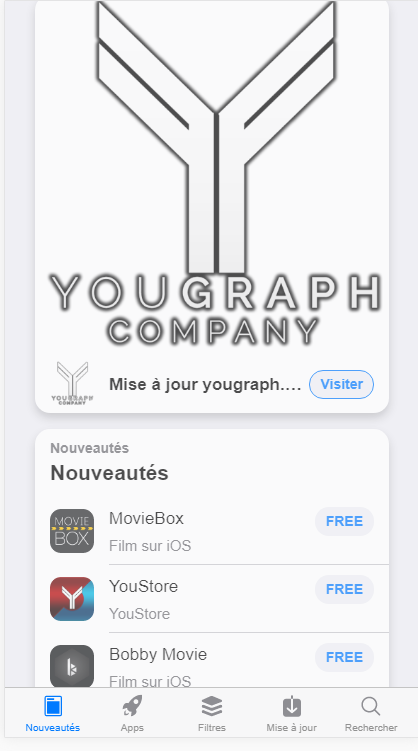 YOUGRAPH
COMPANY
YOUGRAPH
COMPANY
Mise à jour yougraph....
Visiter
Nouveautés
Nouveautés
MOVIE
BOX
MovieBox
Film sur iOS
FREE
YouStore
YouStore
FREE
Bobby Movie
Film sur iOS
FREE
Nouveautés
Apps
Filtres
Mise à jour
Rechercher